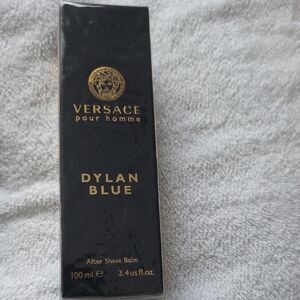 VERSACE
pour homme
DYLAN
BLUE
After Shave Balm
100 ml ℮ 3.4 us fl.oz.